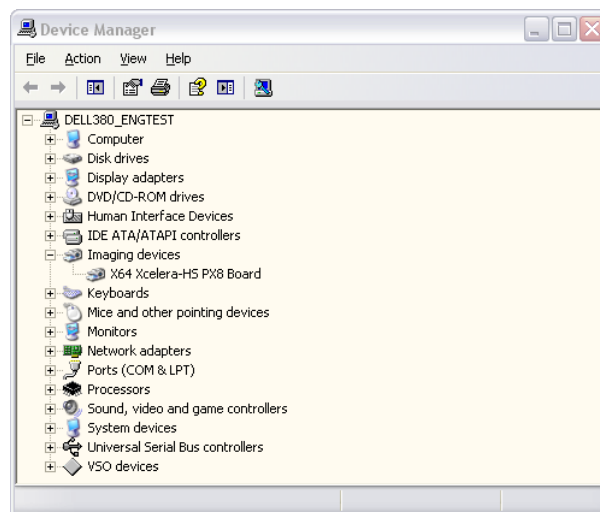 Device Manager
File Action View Help
DELL380_ENGTEST
Computer
Disk drives
Display adapters
DVD/CD-ROM drives
Human Interface Devices
IDE ATA/ATAPI controllers
Imaging devices
X64 Xcelera-HS PX8 Board
Keyboards
Mice and other pointing devices
Monitors
Network adapters
Ports (COM & LPT)
Processors
Sound, video and game controllers
System devices
Universal Serial Bus controllers
VSO devices